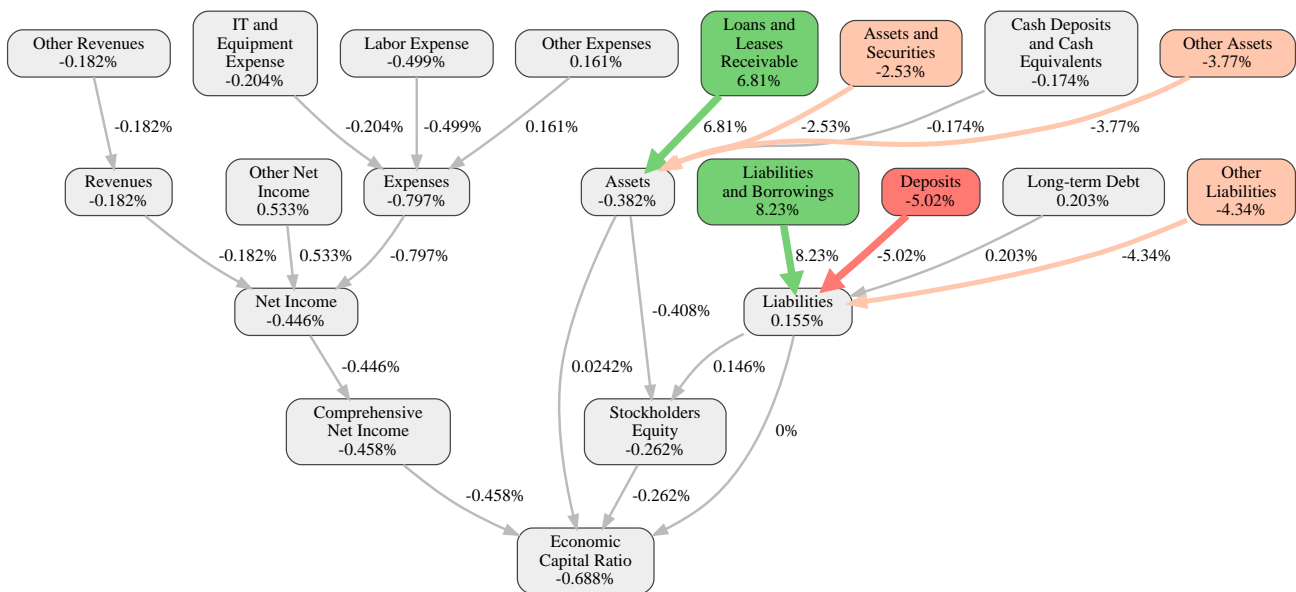 Other Revenues
-0.182%
IT and
Equipment
Expense
-0.204%
Labor Expense
-0.499%
Other Expenses
0.161%
Loans and
Leases
Receivable
6.81%
Assets and
Securities
-2.53%
Cash Deposits
and Cash
Equivalents
-0.174%
Other Assets
-3.77%
-0.182%
-0.204%
-0.499%
0.161%
6.81%
-2.53%
-0.174%
-3.77%
Revenues
-0.182%
Other Net
Income
0.533%
Expenses
-0.797%
Assets
-0.382%
Liabilities
and Borrowings
8.23%
Deposits
-5.02%
Long-term Debt
0.203%
Other
Liabilities
-4.34%
-0.182%
0.533%
-0.797%
8.23%
-5.02%
0.203%
-4.34%
Net Income
-0.446%
-0.408%
Liabilities
0.155%
-0.446%
0.0242%
0.146%
Comprehensive
Net Income
-0.458%
Stockholders
Equity
-0.262%
0%
-0.458%
-0.262%
Economic
Capital Ratio
-0.688%